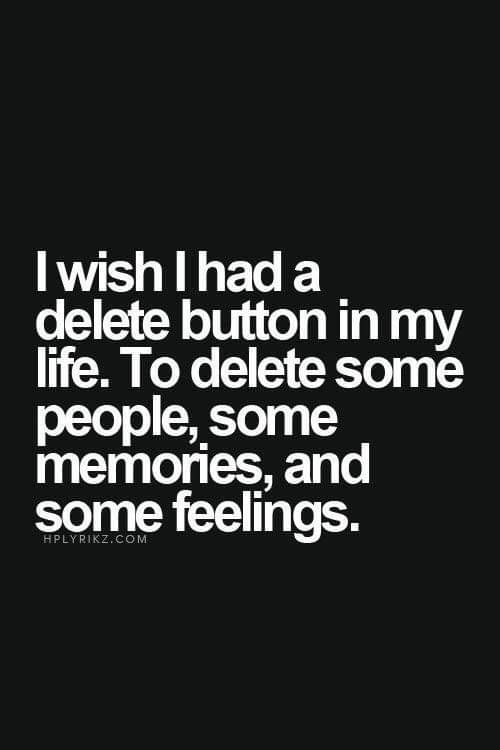 I wish I had a
delete button in my
life. To delete some
people, some
memories, and
some feelings.
HPLYRIKZ.COM